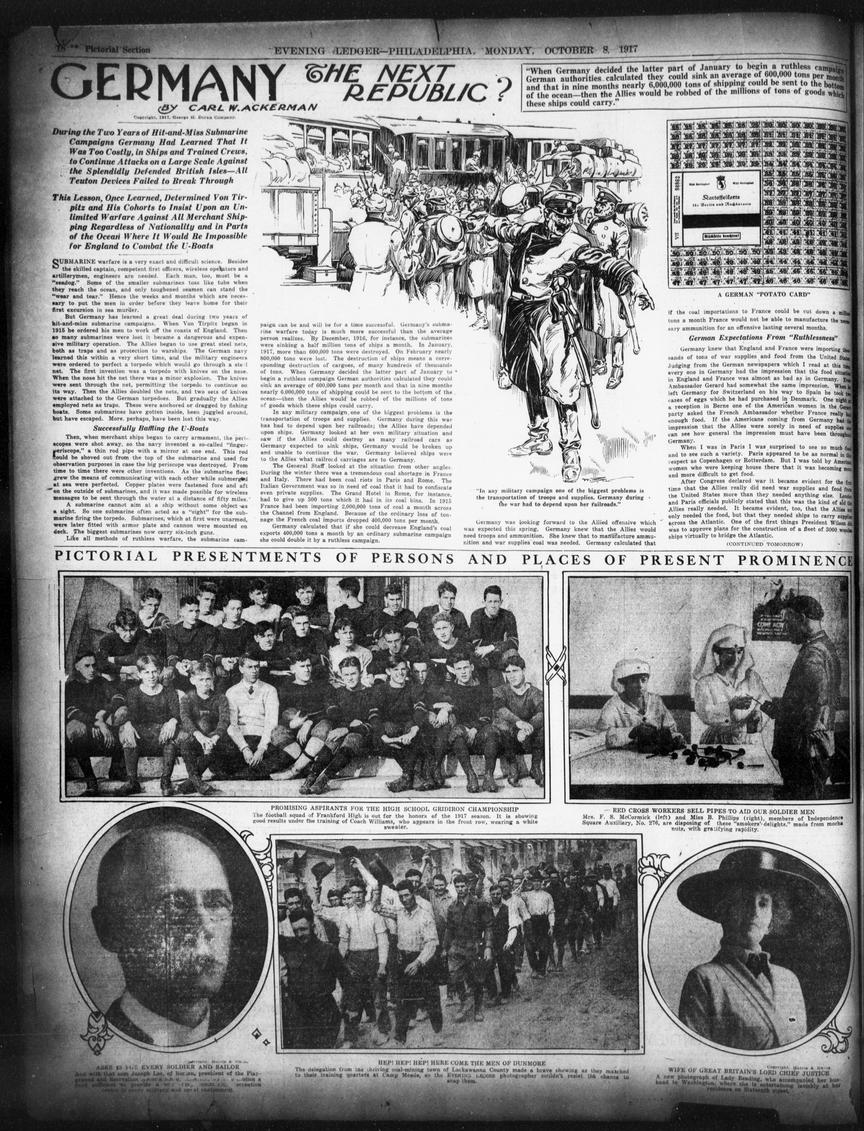 18 Pictorial Section
EVENING LEDGER—PHILADELPHIA, MONDAY, OCTOBER 8, 1917
GERMANY THE NEXT
REPUBLIC?
BY CARL W. ACKERMAN
Copyright, 1917, George H. Doran Company.
"When Germany decided the latter part of January to begin a ruthless campaign
German authorities calculated they could sink an average of 600,000 tons per month
and that in nine months nearly 6,000,000 tons of shipping could be sent to the bottom
of the ocean—then the Allies would be robbed of the millions of tons of goods which
these ships could carry."
During the Two Years of Hit-and-Miss Submarine
Campaigns Germany Had Learned That It
Was Too Costly, in Ships and Trained Crews,
to Continue Attacks on a Large Scale Against
the Splendidly Defended British Isles—All
Teuton Devices Failed to Break Through
This Lesson, Once Learned, Determined Von Tir-
pitz and His Cohorts to Insist Upon an Un-
limited Warfare Against All Merchant Ship-
ping Regardless of Nationality and in Parts
of the Ocean Where It Would Be Impossible
for England to Combat the U-Boats
SUBMARINE warfare is a very exact and difficult science. Besides
the skilled captain, competent first officers, wireless operators and
artillerymen, engineers are needed. Each man, too, must be a
"seadog." Some of the smaller submarines toss like tubs when
they reach the ocean, and only toughened seamen can stand the
"wear and tear." Hence the weeks and months which are neces-
sary to put the men in order before they leave home for their
first excursion in sea murder.
But Germany has learned a great deal during two years of
hit-and-miss submarine campaigns. When Von Tirpitz began in
1915 he ordered his men to work off the coasts of England. Then
so many submarines were lost it became a dangerous and expen-
sive military operation. The Allies began to use great steel nets,
both as traps and as protection to warships. The German navy
learned this within a very short time, and the military engineers
were ordered to perfect a torpedo which would go through a steel
net. The first invention was a torpedo with knives on the nose.
When the nose hit the net there was a minor explosion. The knives
were sent through the net, permitting the torpedo to continue on
its way. Then the Allies doubled the nets, and two sets of knives
were attached to the German torpedoes. But gradually the Allies
employed nets as traps. These were anchored or dragged by fishing
boats. Some submarines have gotten inside, been juggled around,
but have escaped. More, perhaps, have been lost this way.
Successfully Baffling the U-Boats
Then, when merchant ships began to carry armament, the peri-
scopes were shot away, so the navy invented a so-called "finger-
periscope," a thin rod pipe with a mirror at one end. This rod
could be shoved out from the top of the submarine and used for
observation purposes in case the big periscope was destroyed. From
time to time there were other inventions. As the submarine fleet
grew the means of communicating with each other while submerged
at sea were perfected. Copper plates were fastened fore and aft
on the outside of submarines, and it was made possible for wireless
messages to be sent through the water at a distance of fifty miles.
A submarine cannot aim at a ship without some object as
a sight. So one submarine often acted as a "sight" for the sub-
marine firing the torpedo. Submarines, which at first were unarmed,
were later fitted with armor plate and cannon were mounted on
deck. The biggest submarines now carry six-inch guns.
Like all methods of ruthless warfare, the submarine cam-
paign can be and will be for a time successful. Germany's subma-
rine warfare today is much more successful than the average
person realizes. By December, 1916, for instance, the submarines
were sinking a half million tons of ships a month. In January,
1917, more than 600,000 tons were destroyed. On February nearly
800,000 tons were lost. The destruction of ships means a corre-
sponding destruction of cargoes, of many hundreds of thousands
of tons. When Germany decided the latter part of January to
begin a ruthless campaign German authorities calculated they could
sink an average of 600,000 tons per month and that in nine months
nearly 6,000,000 tons of shipping could be sent to the bottom of the
ocean—then the Allies would be robbed of the millions of tons
of goods which these ships could carry.
In any military campaign one of the biggest problems is the
transportation of troops and supplies. Germany during this war
has had to depend upon her railroads; the Allies have depended
upon ships. Germany looked at her own military situation and
saw if the Allies could destroy as many railroad cars as
Germany expected to sink ships, Germany would be broken up
and unable to continue the war. Germany believed ships were
to the Allies what railroad carriages are to Germany.
The General Staff looked at the situation from other angles.
During the winter there was a tremendous coal shortage in France
and Italy. There had been coal riots in Paris and Rome. The
Italian Government was so in need of coal that it had to confiscate
even private supplies. The Grand Hotel in Rome, for instance,
had to give up 300 tons which it had in its coal bins. In 1915
France had been importing 2,000,000 tons of coal a month across
the Channel from England. Because of the ordinary loss of ton-
nage the French coal imports dropped 400,000 tons per month.
Germany calculated that if she could decrease England's coal
exports 400,000 tons a month by an ordinary submarine campaign
she could double it by a ruthless campaign.
"In any military campaign one of the biggest problems is
the transportation of troops and supplies. Germany during
the war had to depend upon her railroads."
Germany was looking forward to the Allied offensive which
was expected this spring. Germany knew that the Allies would
need troops and ammunition. She knew that to manufacture ammu-
nition and war supplies coal was needed. Germany calculated that
A GERMAN "POTATO CARD"
if the coal importations to France could be cut down a million
tons a month France would not be able to manufacture the neces-
sary ammunition for an offensive lasting several months.
German Expectations From "Ruthlessness"
Germany knew that England and France were importing
sands of tons of war supplies and food from the United States.
Judging from the German newspapers which I read at this time
every one in Germany had the impression that the food situation
in England and France was almost as bad as in Germany. Even
Ambassador Gerard had somewhat the same impression. When he
left Germany for Switzerland on his way to Spain he took
cases of eggs which he had purchased in Denmark. One night at
a reception in Berne one of the American women in the Gerard
party asked the French Ambassador whether France really had
enough food. If the Americans coming from Germany had the
impression that the Allies were sorely in need of supplies one
can see how general the impression must have been throughout
Germany.
When I was in Paris I was surprised to see so much food
and to see such a variety. Paris appeared to be as normal in
respect as Copenhagen or Rotterdam. But I was told by American
women who were keeping house there that it was becoming more
and more difficult to get food.
After Congress declared war it became evident for the first
time that the Allies really did need war supplies and food from
the United States more than they needed anything else. London
and Paris officials publicly stated that this was the kind of aid the
Allies really needed. It became evident, too, that the Allies not
only needed the food, but that they needed ships to carry supplies
across the Atlantic. One of the first things President Wilson did
was to approve plans for the construction of a fleet of 3000 wooden
ships virtually to bridge the Atlantic.
(CONTINUED TOMORROW)
PICTORIAL PRESENTMENTS OF PERSONS AND PLACES OF PRESENT PROMINENCE
PROMISING ASPIRANTS FOR THE HIGH SCHOOL GRIDIRON CHAMPIONSHIP
The football squad of Frankford High is out for the honors of the 1917 season. It is showing
good results under the training of Coach Williams, who appears in the front row, wearing a white
sweater.
RED CROSS WORKERS SELL PIPES TO AID OUR SOLDIER MEN
Mrs. F. S. McCormick (left) and Miss B. Phillips (right), members of Independence
Square Auxiliary, No. 276, are disposing of these "smokers'-delights," made from mocha
nuts, with gratifying rapidity.
HEP! HEP! HEP! HERE COME THE MEN OF DUNMORE
The delegation from the thriving coal-mining town of Lackawanna County made a brave showing as they marched
to their training quarters at Camp Meade, so the EVENING LEDGER photographer couldn't resist the chance to
snap them.
EVERY SOLDIER AND SAILOR
Joseph Lee, of Boston, president of the Play-
ground and Recreation
WIFE OF GREAT BRITAIN'S LORD CHIEF JUSTICE
A new photograph of Lady Reading, who accompanied her hus-
band to Washington, where she is entertaining lavishly at her
residence on Sixteenth street.